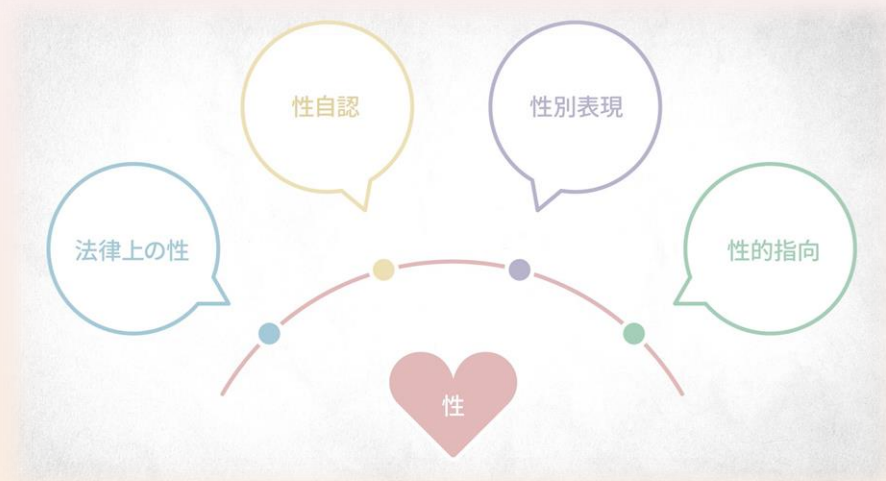 法律上の性
性自認
性別表現
性的指向
性